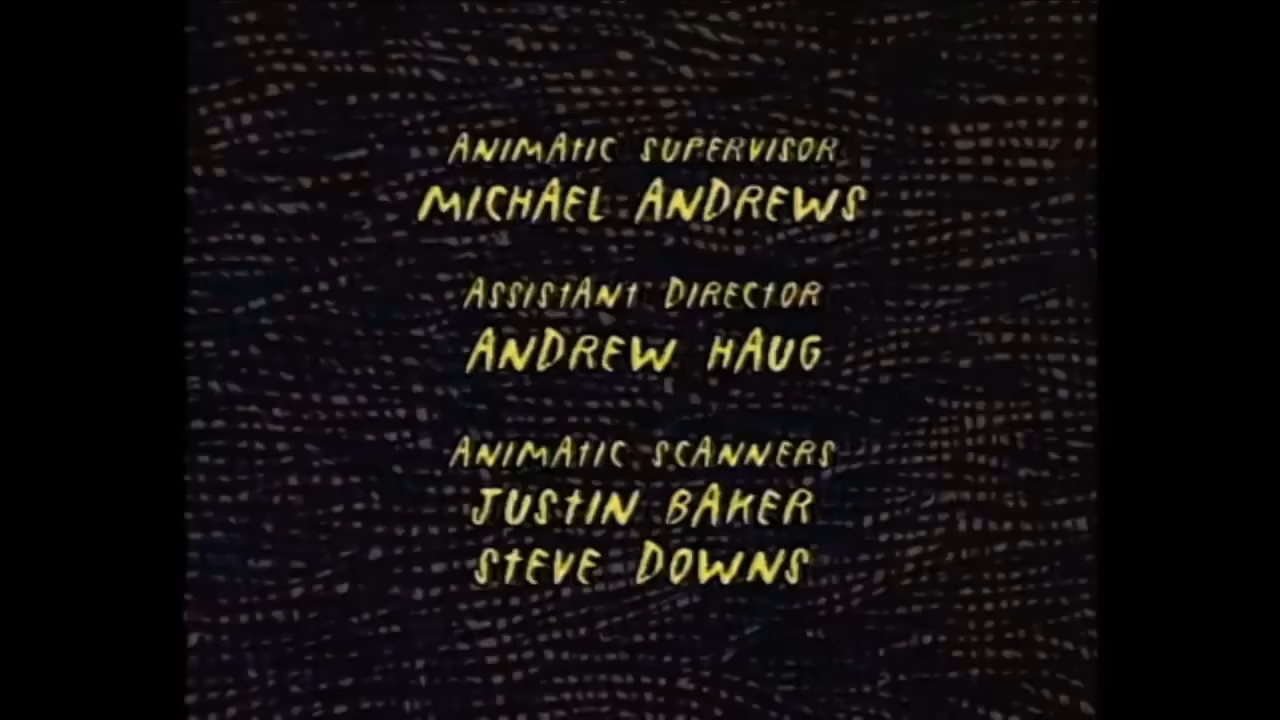 ANIMATIC SUPERVISOR
MICHAEL ANDREWS
ASSISTANT DIRECTOR
ANDREW HAUG
ANIMATIC SCANNERS
JUSTIN BAKER
STEVE DOWNS